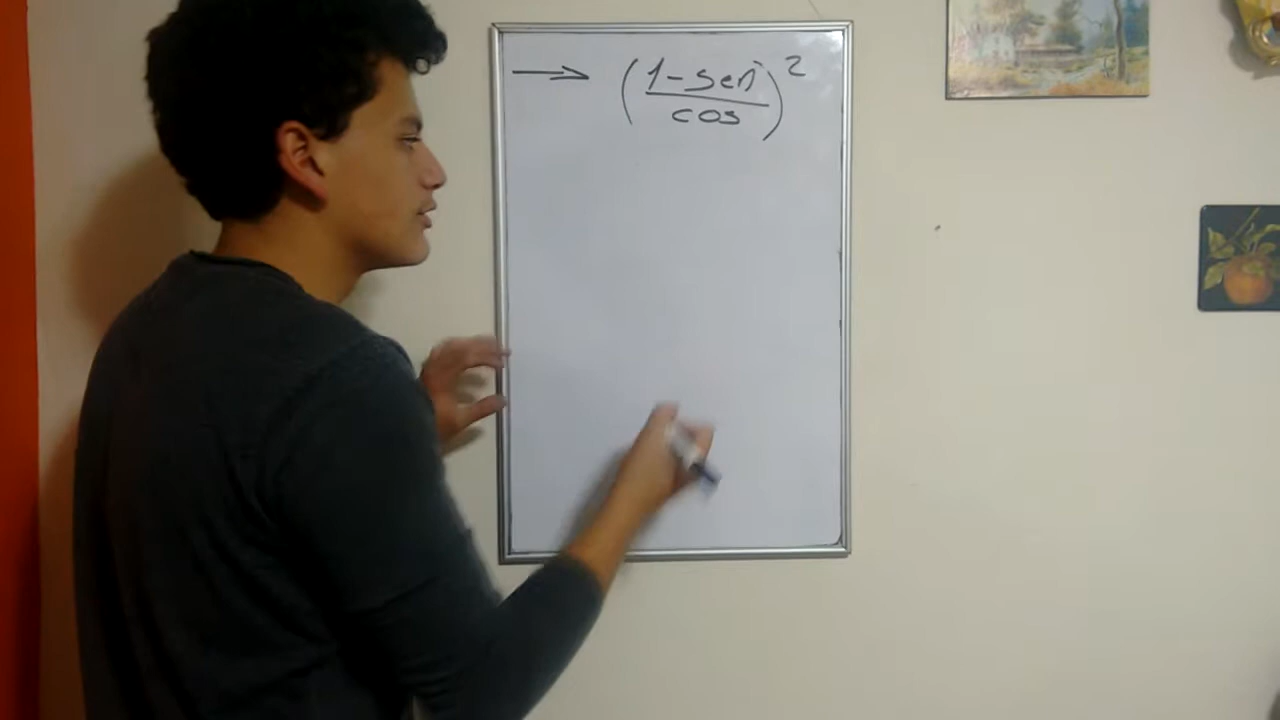 → (1-sen/cos)²